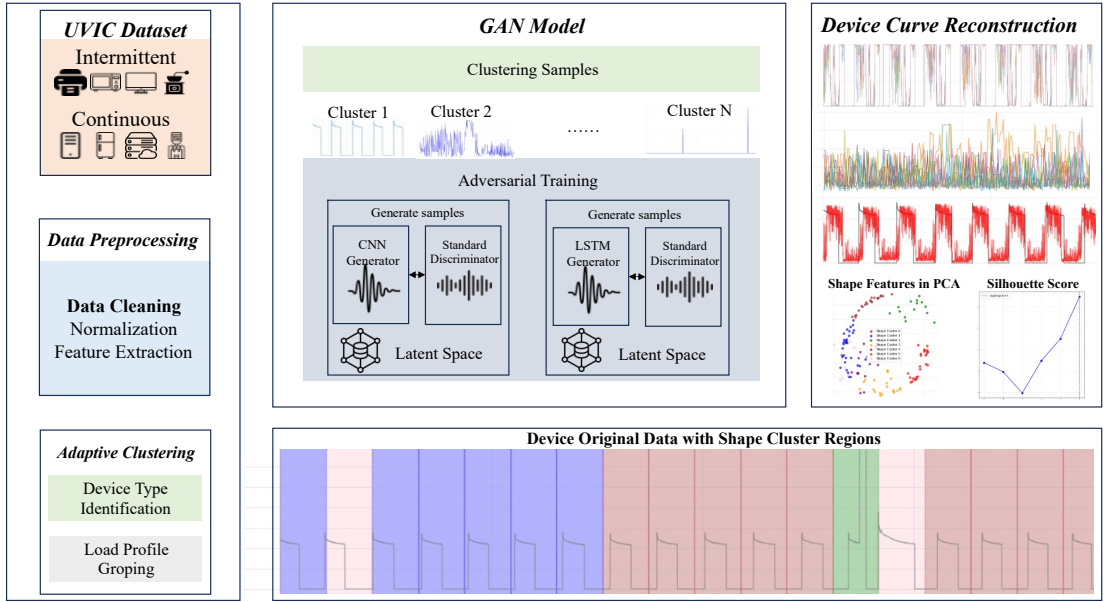 UVIC Dataset
Intermittent
Continuous
Data Preprocessing
Data Cleaning
Normalization
Feature Extraction
Adaptive Clustering
Device Type
Identification
Load Profile
Groping
GAN Model
Clustering Samples
Cluster 1
Cluster 2
......
Cluster N
Adversarial Training
Generate samples
CNN
Generator
Standard
Discriminator
Latent Space
Generate samples
LSTM
Generator
Standard
Discriminator
Latent Space
Device Curve Reconstruction
Shape Features in PCA
Silhouette Score
Device Original Data with Shape Cluster Regions